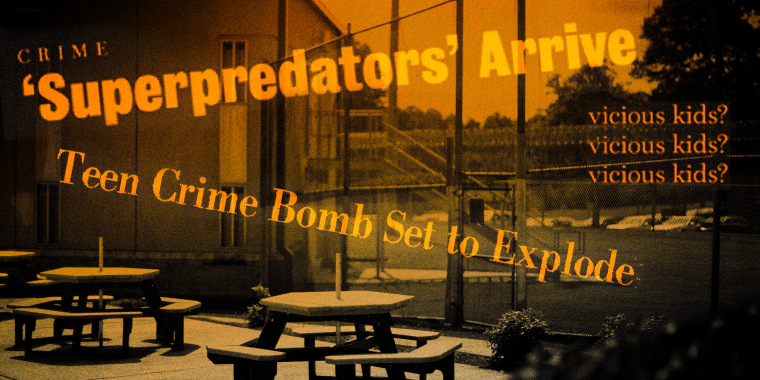 CRIME
‘Superpredators’ Arrive
vicious kids?
vicious kids?
vicious kids?
Teen Crime Bomb Set to Explode